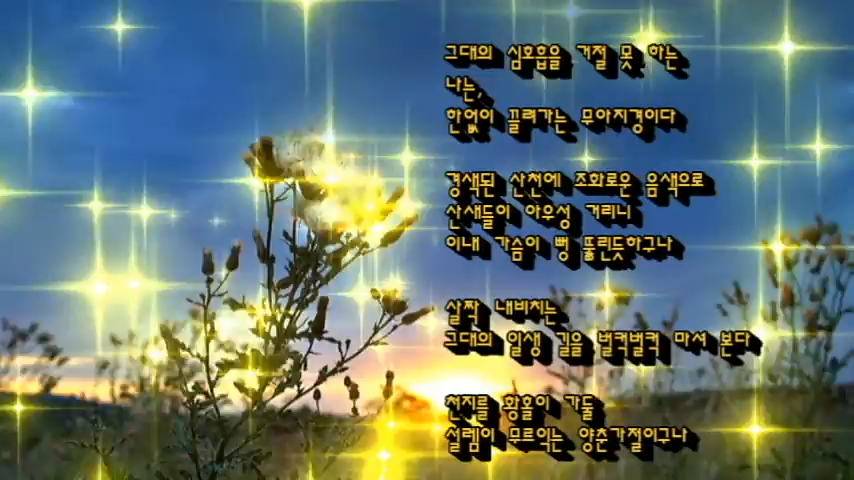 그대의 심호흡을 거절 못 하는
나는,
한없이 끌려가는 무아지경이다
경색된 산천에 조화로운 음색으로
산새들이 아우성 거리니
이내 가슴이 뻥 뚫린듯하구나
살짝 내비치는
그대의 일생 길을 벌컥벌컥 마셔 본다
천지를 황홀이 가둘
설렘이 무르익는 양춘가절이구나